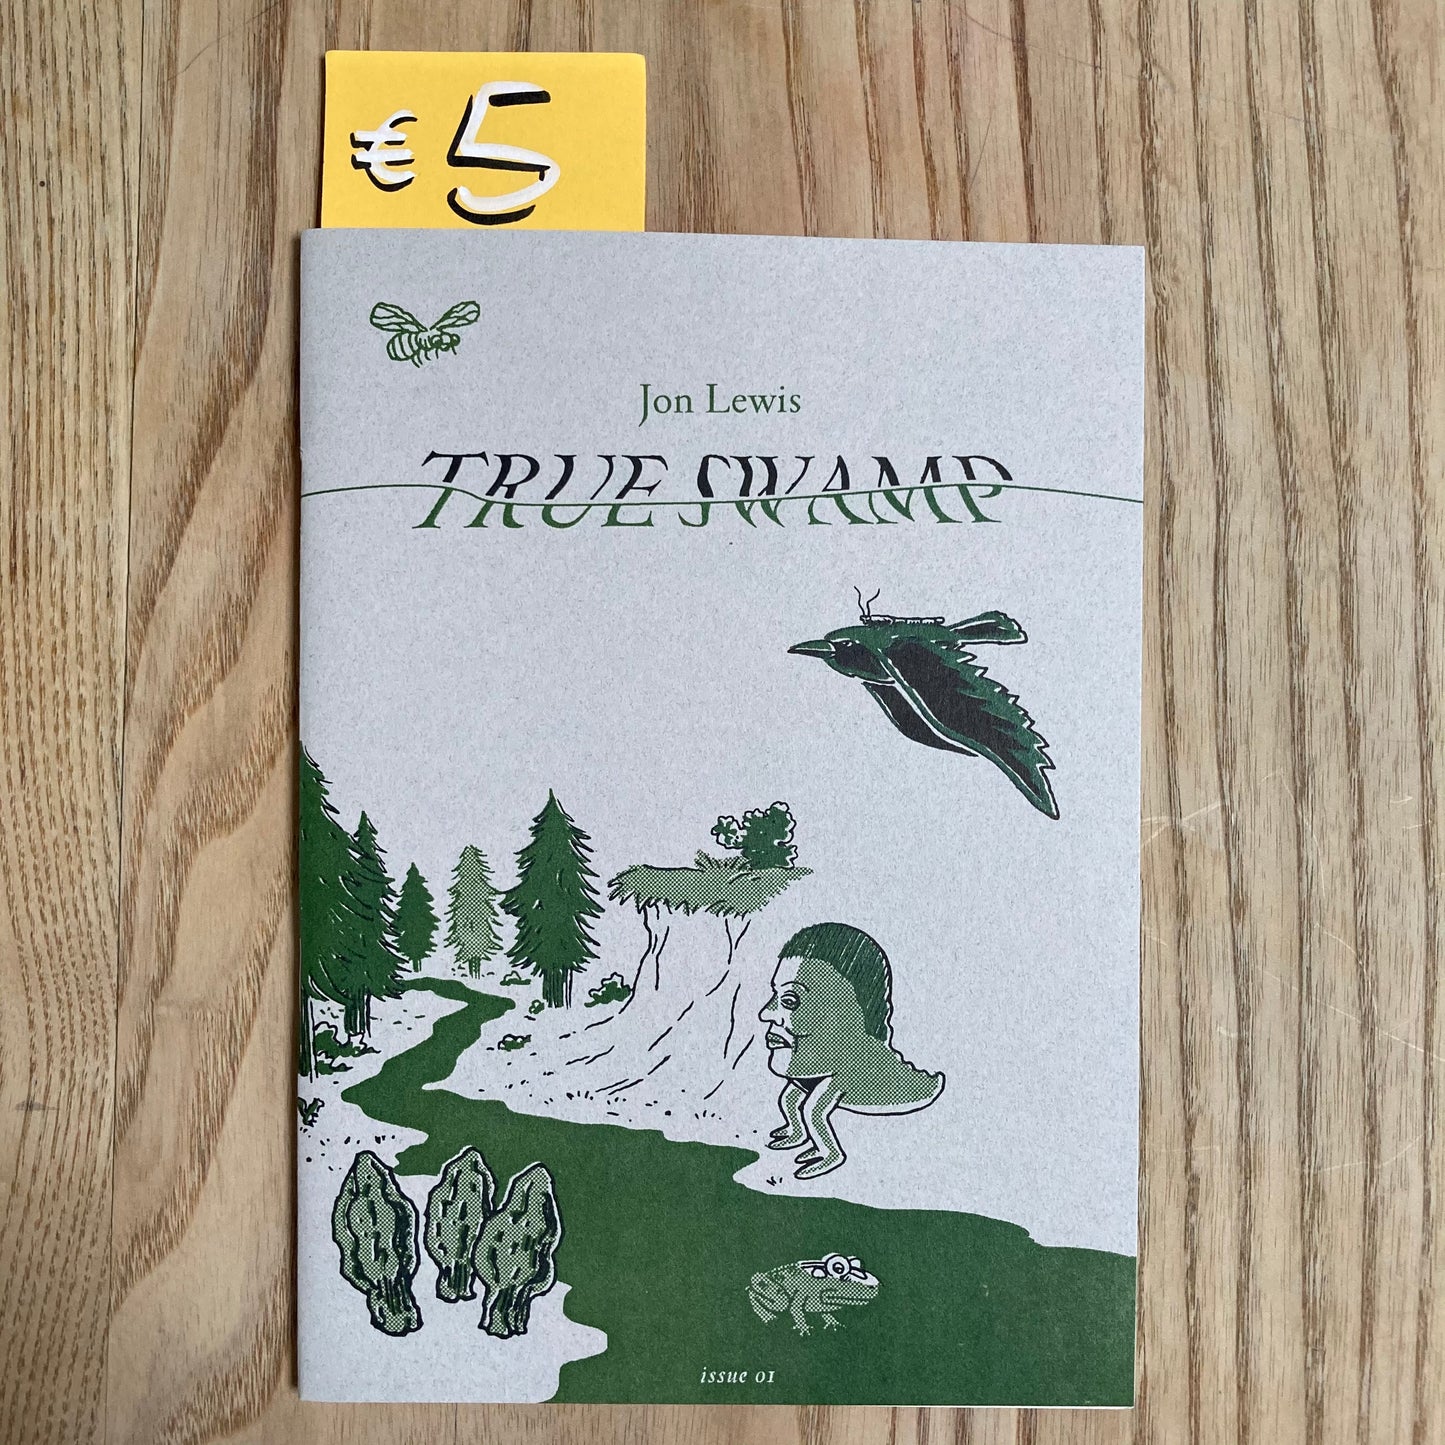 €5
Jon Lewis
TRUE SWAMP
issue 01